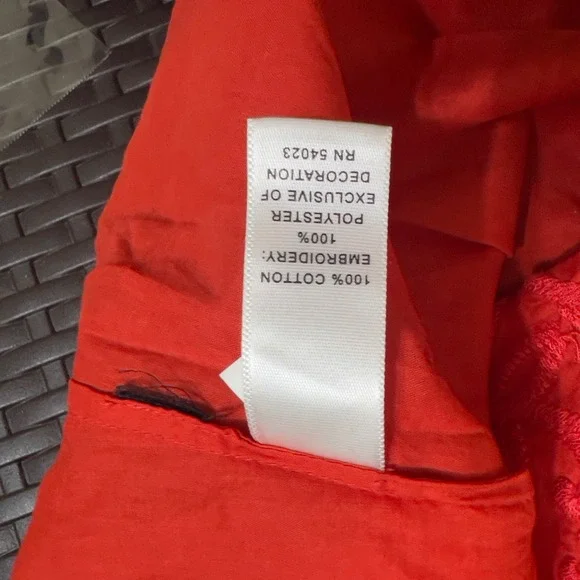 100% COTTON
EMBROIDERY:
100%
POLYESTER
EXCLUSIVE OF
DECORATION
RN 54023